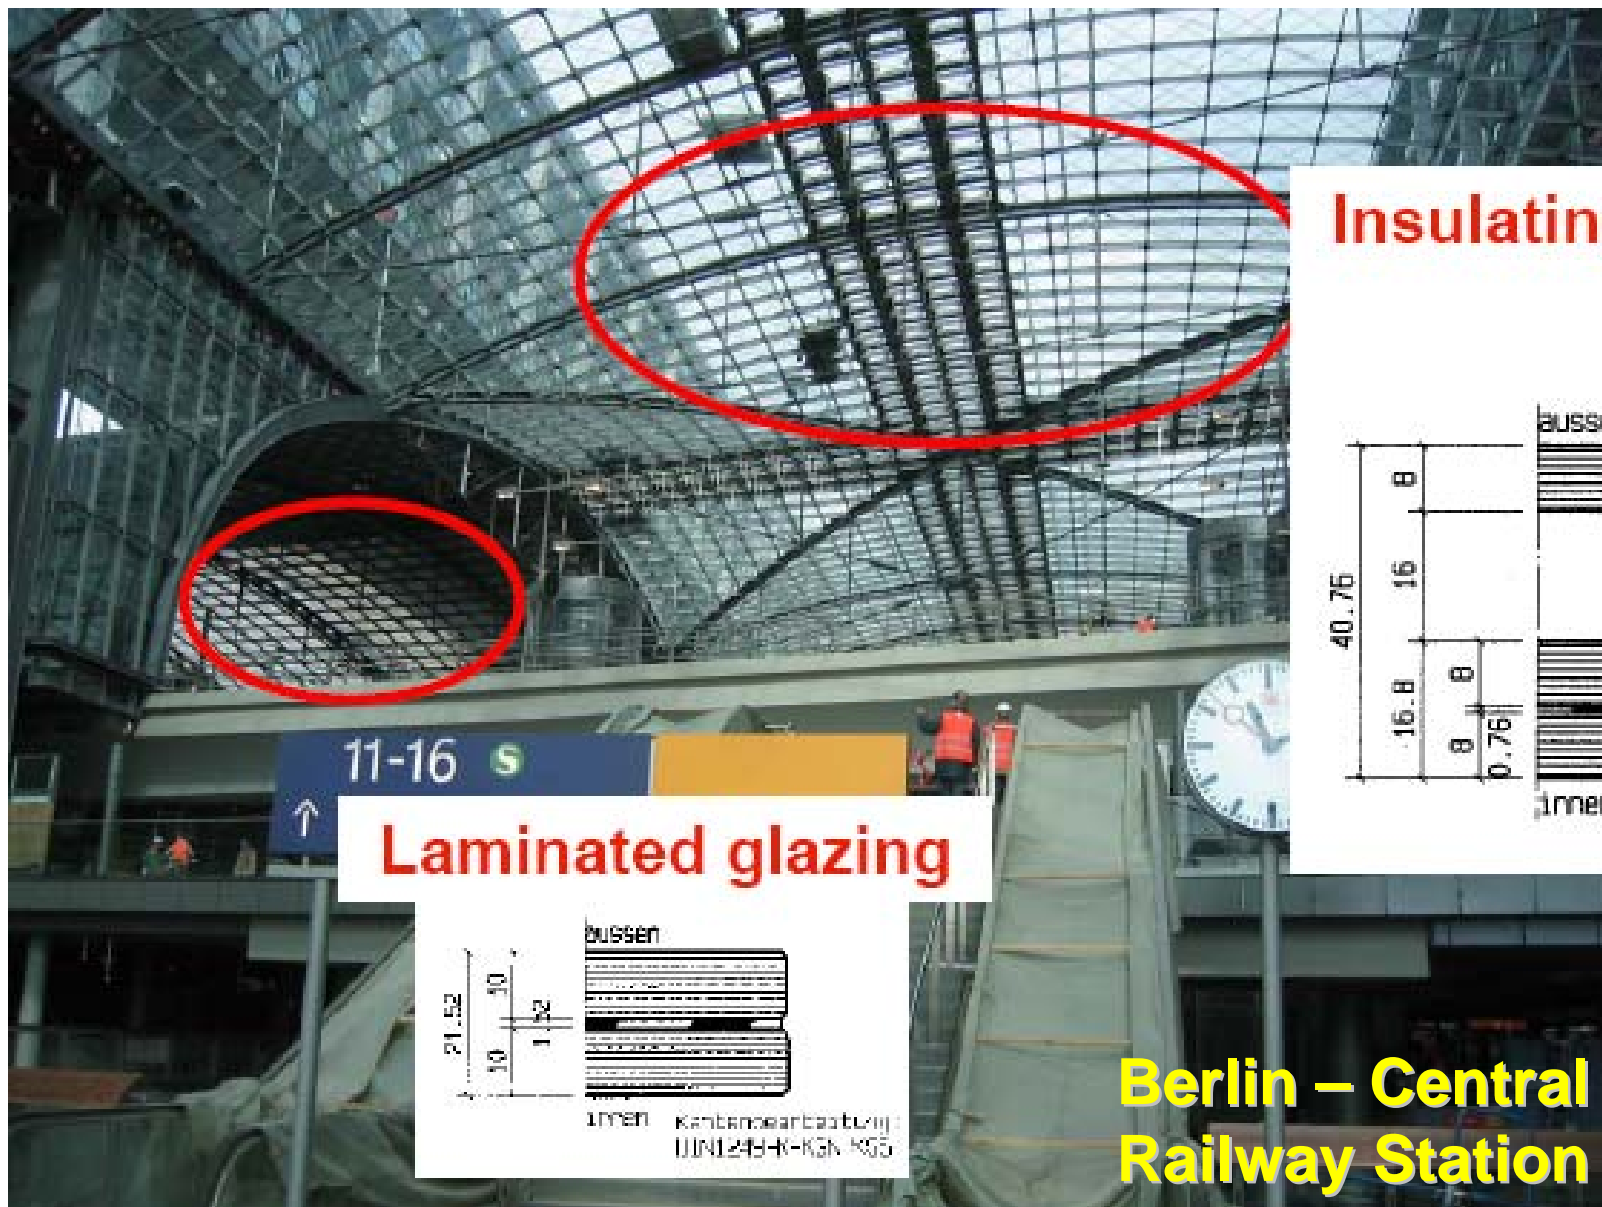 Insulatin
auss
8
16
40.76
16.8
8
8
0.76
inne
11-16 S
Laminated glazing
aussen
10
21.52
1.52
10
innen
Berlin – Central
Railway Station